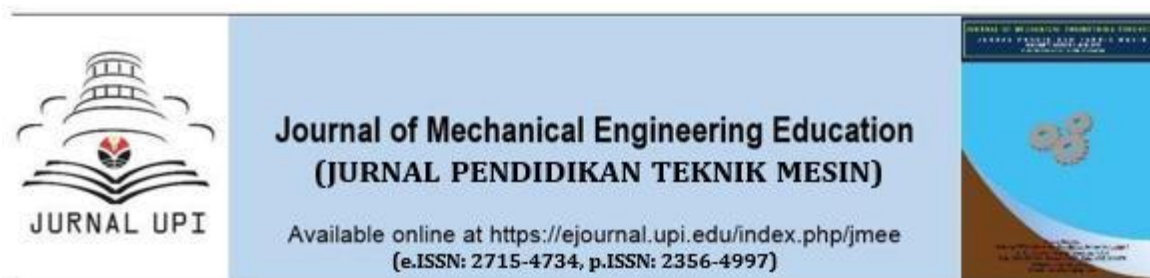 JURNAL UPI
Journal of Mechanical Engineering Education
(JURNAL PENDIDIKAN TEKNIK MESIN)
Available online at https://ejournal.upi.edu/index.php/jmee
(e.ISSN: 2715-4734, p.ISSN: 2356-4997)